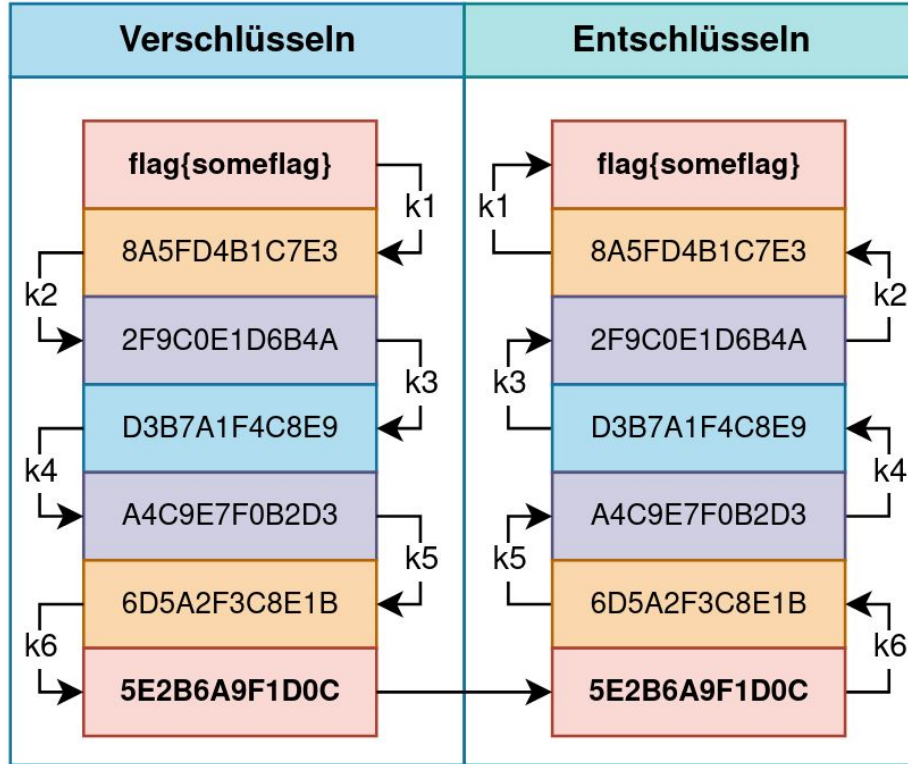 Verschlüsseln
Entschlüsseln
flag{someflag}
k1
8A5FD4B1C7E3
k2
2F9C0E1D6B4A
k3
D3B7A1F4C8E9
k4
A4C9E7F0B2D3
k5
6D5A2F3C8E1B
k6
5E2B6A9F1D0C
flag{someflag}
k1
8A5FD4B1C7E3
k2
2F9C0E1D6B4A
k3
D3B7A1F4C8E9
k4
A4C9E7F0B2D3
k5
6D5A2F3C8E1B
k6
5E2B6A9F1D0C